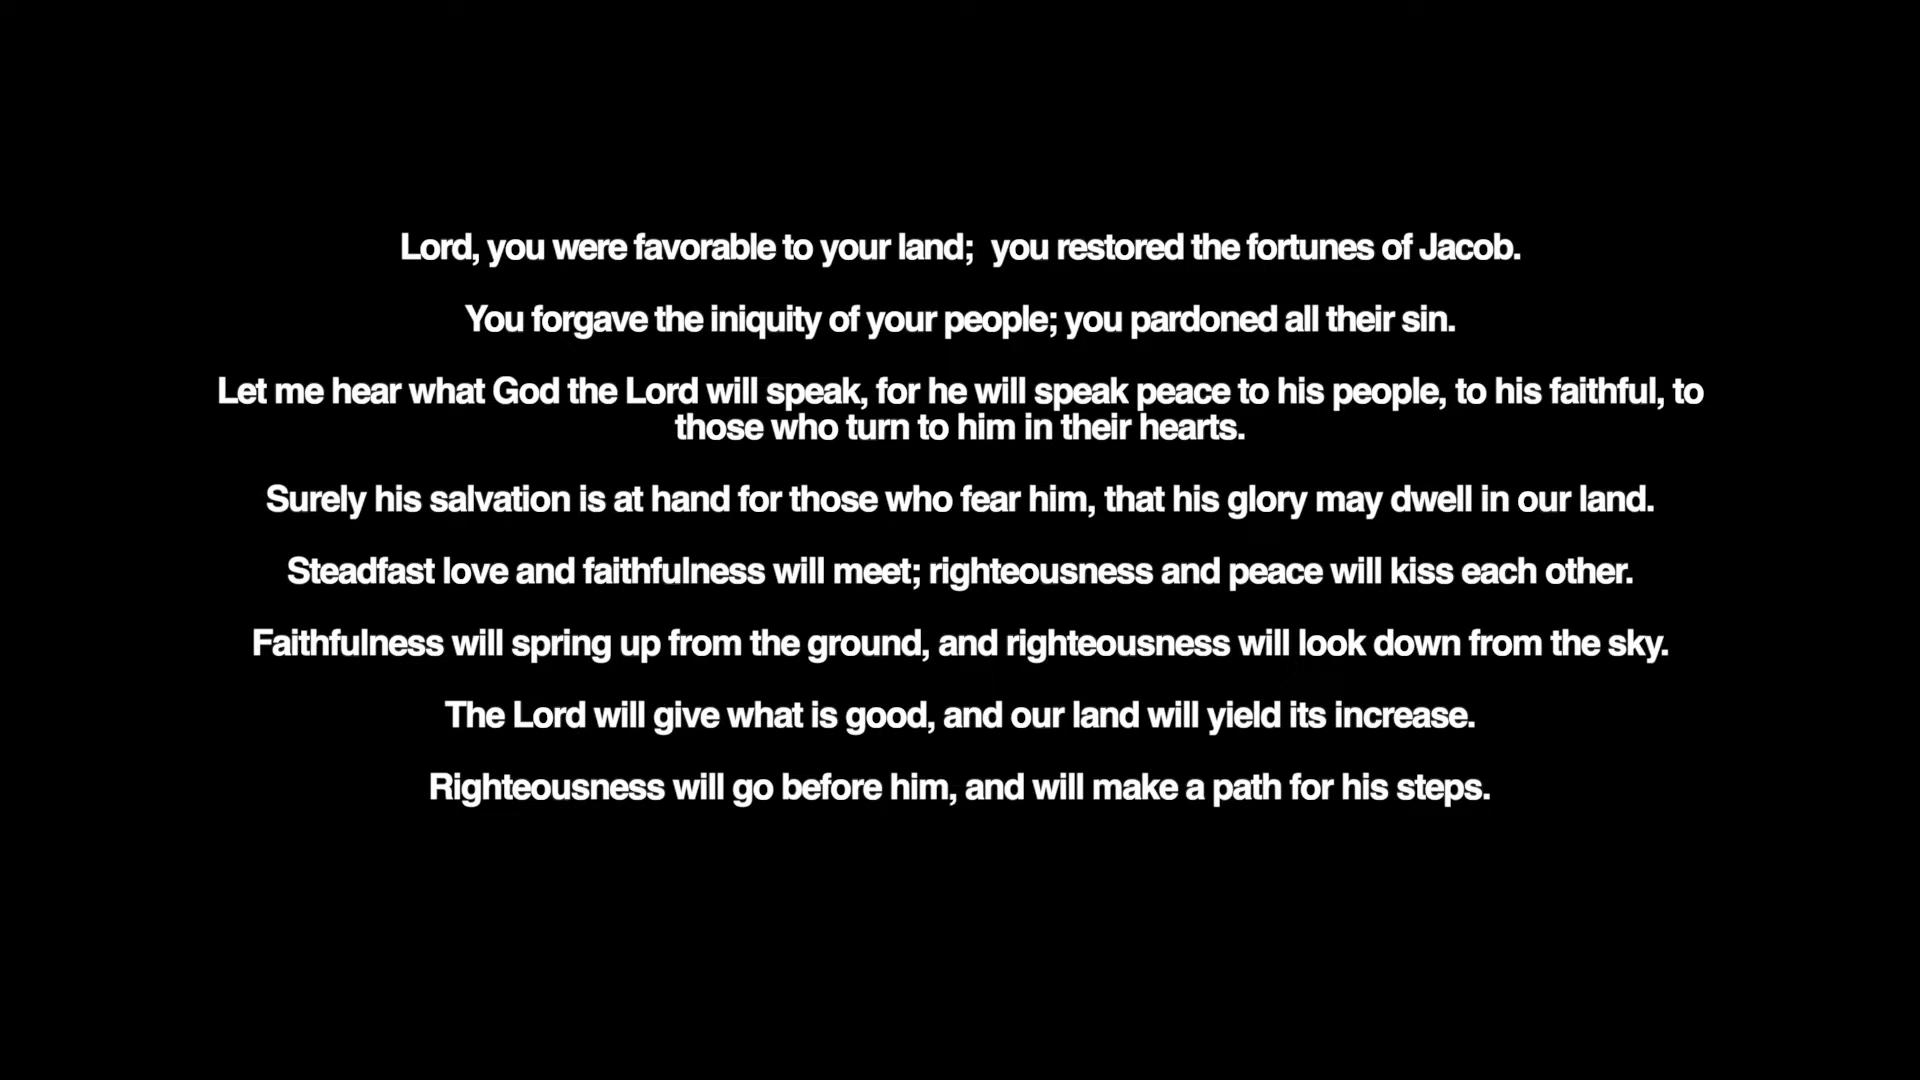 Lord, you were favorable to your land;  you restored the fortunes of Jacob.
You forgave the iniquity of your people; you pardoned all their sin.
Let me hear what God the Lord will speak, for he will speak peace to his people, to his faithful, to
those who turn to him in their hearts.
Surely his salvation is at hand for those who fear him, that his glory may dwell in our land.
Steadfast love and faithfulness will meet; righteousness and peace will kiss each other.
Faithfulness will spring up from the ground, and righteousness will look down from the sky.
The Lord will give what is good, and our land will yield its increase.
Righteousness will go before him, and will make a path for his steps.